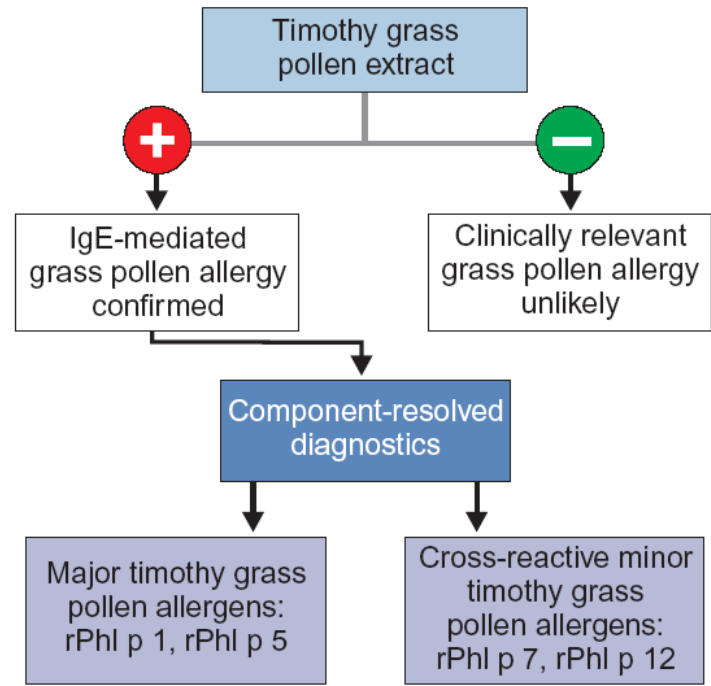 Timothy grass
pollen extract
IgE-mediated
grass pollen allergy
confirmed
Clinically relevant
grass pollen allergy
unlikely
Component-resolved
diagnostics
Major timothy grass
pollen allergens:
rPhl p 1, rPhl p 5
Cross-reactive minor
timothy grass
pollen allergens:
rPhl p 7, rPhl p 12